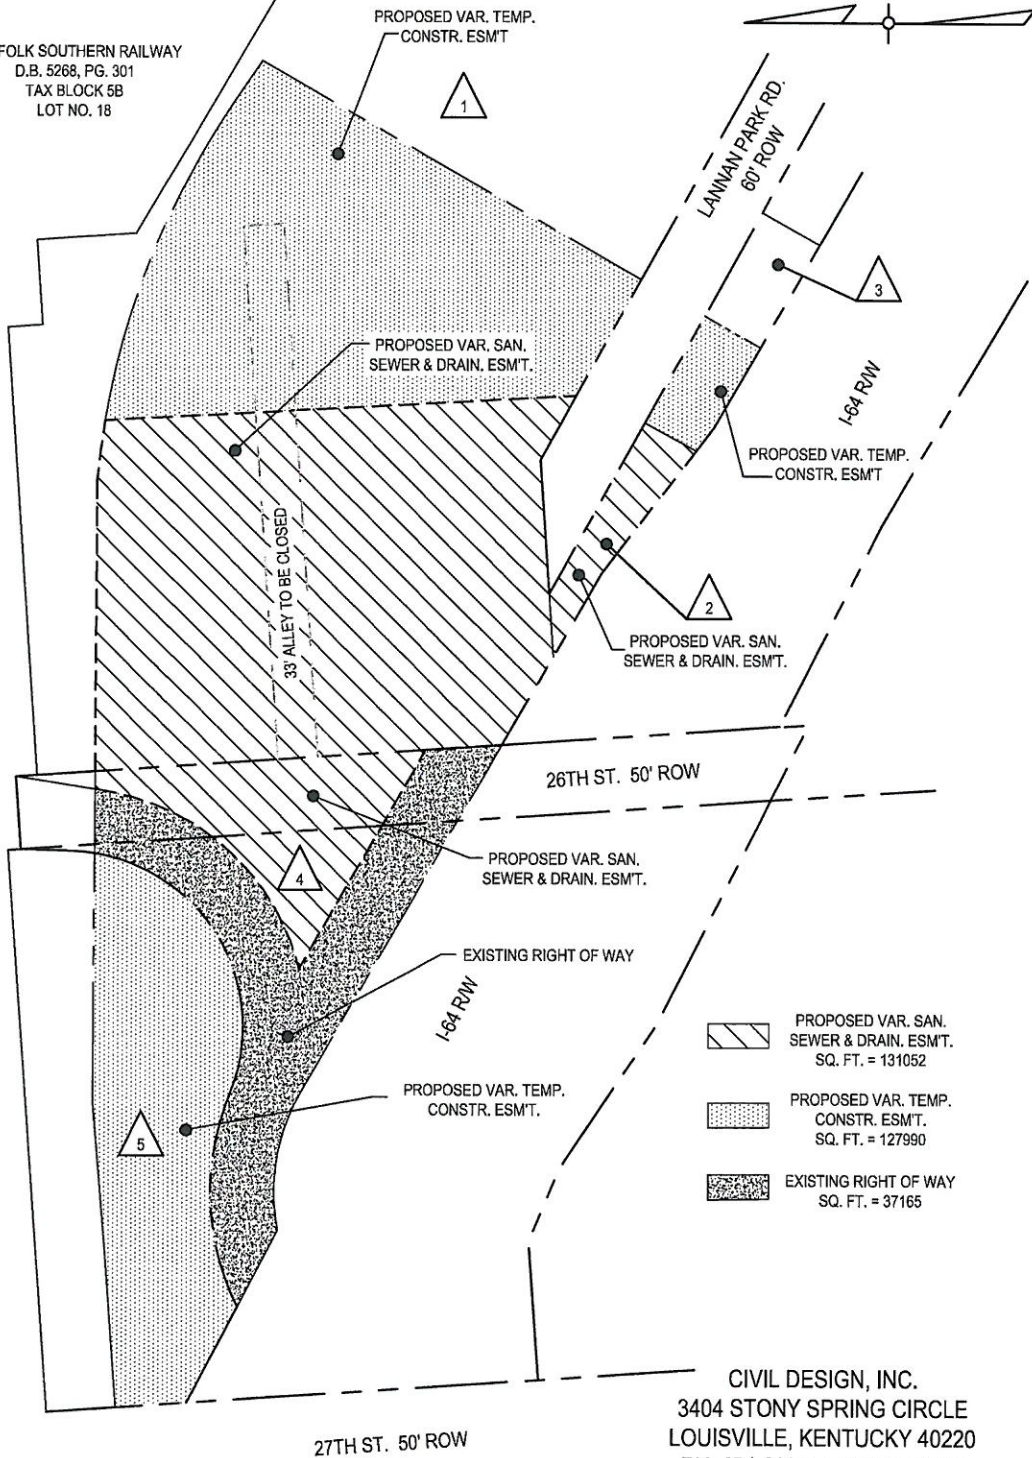 PROPOSED VAR. TEMP.
CONSTR. ESM'T
FOLK SOUTHERN RAILWAY
D.B. 5268, PG. 301
TAX BLOCK 5B
LOT NO. 18
1
LANNAN PARK RD.
60' ROW
3
PROPOSED VAR. SAN.
SEWER & DRAIN. ESM'T.
I-64 R/W
PROPOSED VAR. TEMP.
CONSTR. ESM'T
33' ALLEY TO BE CLOSED
2
PROPOSED VAR. SAN.
SEWER & DRAIN. ESM'T.
26TH ST. 50' ROW
PROPOSED VAR. SAN.
SEWER & DRAIN. ESM'T.
4
EXISTING RIGHT OF WAY
I-64 R/W
PROPOSED VAR. TEMP.
CONSTR. ESM'T.
5
PROPOSED VAR. SAN.
SEWER & DRAIN. ESM'T.
SQ. FT. = 131052
PROPOSED VAR. TEMP.
CONSTR. ESM'T.
SQ. FT. = 127990
EXISTING RIGHT OF WAY
SQ. FT. = 37165
27TH ST. 50' ROW
CIVIL DESIGN, INC.
3404 STONY SPRING CIRCLE
LOUISVILLE, KENTUCKY 40220